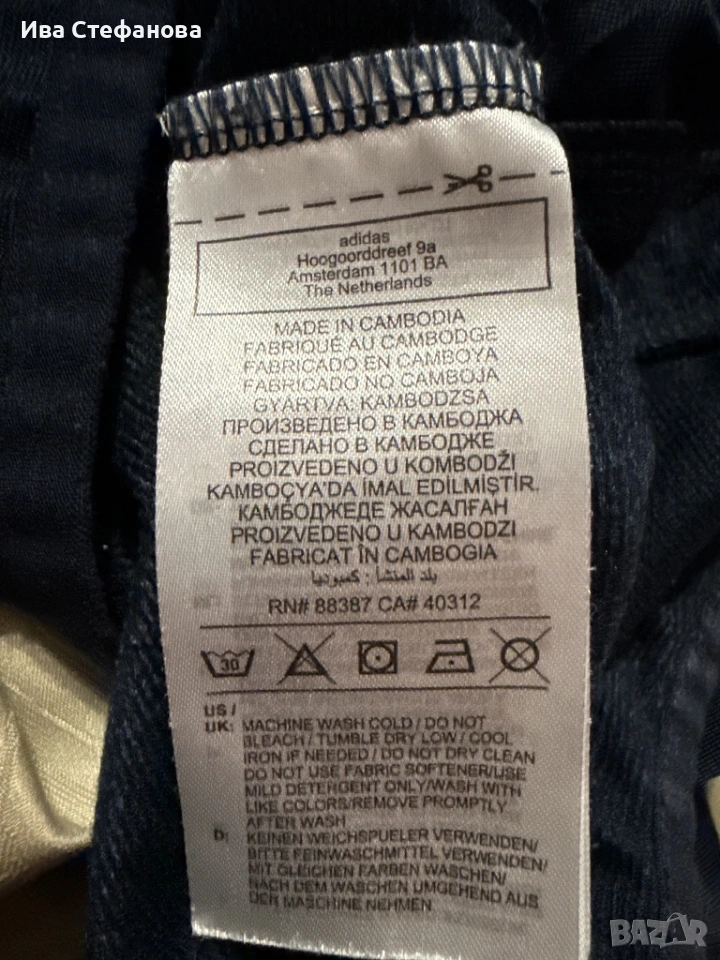 Ива Стефанова
adidas
Hoogoorddreef 9a
Amsterdam 1101 BA
The Netherlands
MADE IN CAMBODIA
FABRIQUÉ AU CAMBODGE
FABRICADO EN CAMBOYA
FABRICADO NO CAMBOJA
GYÁRTVA: KAMBODZSA
ПРОИЗВЕДЕНО В КАМБОДЖА
СДЕЛАНО В КАМБОДЖЕ
PROIZVEDENO U KOMBODŽI
KAMBOÇYA'DA İMAL EDİLMİŞTİR.
КАМБОДЖЕДЕ ЖАСАЛҒАН
PROIZVEDENO U KAMBODZI
FABRICAT ÎN CAMBOGIA
بلد المنشأ : كمبوديا
RN# 88387 CA# 40312
30
US /
UK: MACHINE WASH COLD / DO NOT
BLEACH / TUMBLE DRY LOW / COOL
IRON IF NEEDED / DO NOT DRY CLEAN
DO NOT USE FABRIC SOFTENER/USE
MILD DETERGENT ONLY/WASH WITH
LIKE COLORS/REMOVE PROMPTLY
AFTER WASH
D: KEINEN WEICHSPUELER VERWENDEN/
BITTE FEINWASCHMITTEL VERWENDEN/
MIT GLEICHEN FARBEN WASCHEN/
NACH DEM WASCHEN UMGEHEND AUS
DER MASCHINE NEHMEN
BAZAR